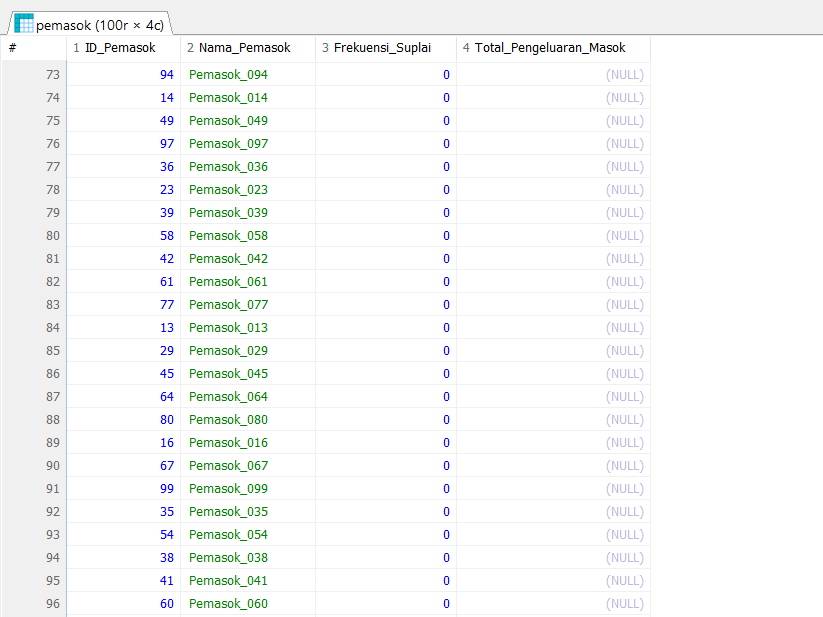 pemasok (100r × 4c)
# 1 ID_Pemasok 2 Nama_Pemasok 3 Frekuensi_Suplai 4 Total_Pengeluaran_Masok
73 94 Pemasok_094 0 (NULL)
74 14 Pemasok_014 0 (NULL)
75 49 Pemasok_049 0 (NULL)
76 97 Pemasok_097 0 (NULL)
77 36 Pemasok_036 0 (NULL)
78 23 Pemasok_023 0 (NULL)
79 39 Pemasok_039 0 (NULL)
80 58 Pemasok_058 0 (NULL)
81 42 Pemasok_042 0 (NULL)
82 61 Pemasok_061 0 (NULL)
83 77 Pemasok_077 0 (NULL)
84 13 Pemasok_013 0 (NULL)
85 29 Pemasok_029 0 (NULL)
86 45 Pemasok_045 0 (NULL)
87 64 Pemasok_064 0 (NULL)
88 80 Pemasok_080 0 (NULL)
89 16 Pemasok_016 0 (NULL)
90 67 Pemasok_067 0 (NULL)
91 99 Pemasok_099 0 (NULL)
92 35 Pemasok_035 0 (NULL)
93 54 Pemasok_054 0 (NULL)
94 38 Pemasok_038 0 (NULL)
95 41 Pemasok_041 0 (NULL)
96 60 Pemasok_060 0 (NULL)